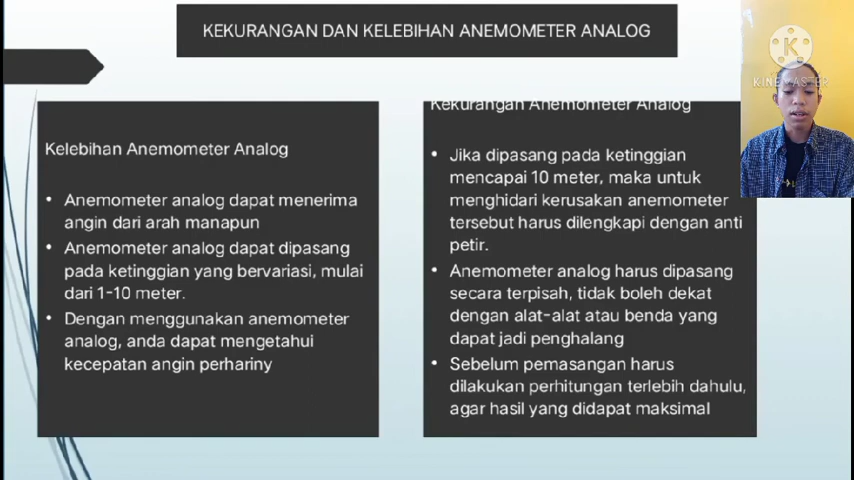 KEKURANGAN DAN KELEBIHAN ANEMOMETER ANALOG
K
KINEMASTER
Kelebihan Anemometer Analog
• Anemometer analog dapat menerima
angin dari arah manapun
• Anemometer analog dapat dipasang
pada ketinggian yang bervariasi, mulai
dari 1-10 meter.
• Dengan menggunakan anemometer
analog, anda dapat mengetahui
kecepatan angin perhariny
Kekurangan Anemometer Analog
• Jika dipasang pada ketinggian
mencapai 10 meter, maka untuk
menghidari kerusakan anemometer
tersebut harus dilengkapi dengan anti
petir.
• Anemometer analog harus dipasang
secara terpisah, tidak boleh dekat
dengan alat-alat atau benda yang
dapat jadi penghalang
• Sebelum pemasangan harus
dilakukan perhitungan terlebih dahulu,
agar hasil yang didapat maksimal